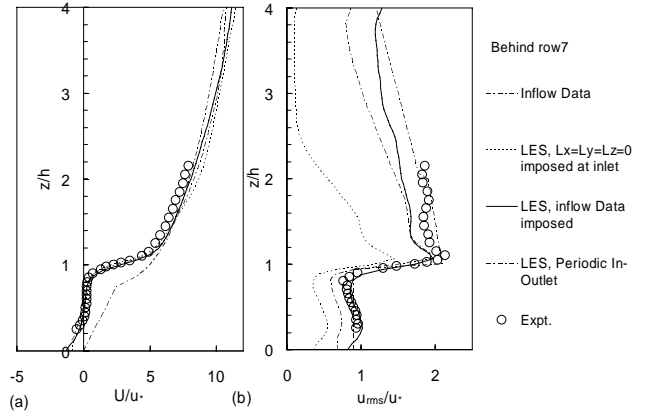 4
3
2
1
0
z/h
-5
0
5
10
(a)
U/u*
4
3
2
1
0
z/h
0
1
2
(b)
urms/u*
Behind row7
Inflow Data
LES, Lx=Ly=Lz=0
imposed at inlet
LES, inflow Data
imposed
LES, Periodic In-
Outlet
Expt.